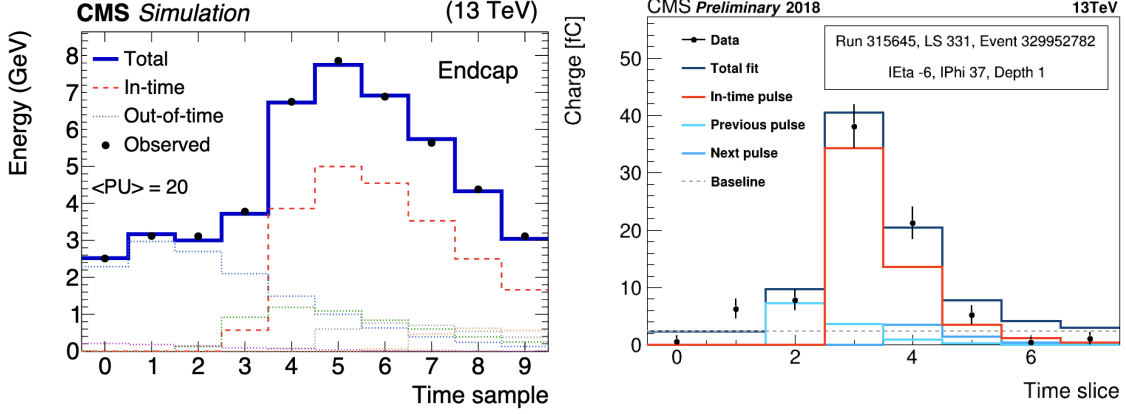 CMS Simulation (13 TeV)
Energy (GeV)
8
7
6
5
4
3
2
1
0
Total
In-time
Out-of-time
Observed
<PU> = 20
Endcap
0 1 2 3 4 5 6 7 8 9
Time sample
CMS Preliminary 2018 13TeV
Charge [fC]
50
40
30
20
10
0
Data
Total fit
In-time pulse
Previous pulse
Next pulse
Baseline
Run 315645, LS 331, Event 329952782
IEta -6, IPhi 37, Depth 1
0 2 4 6
Time slice